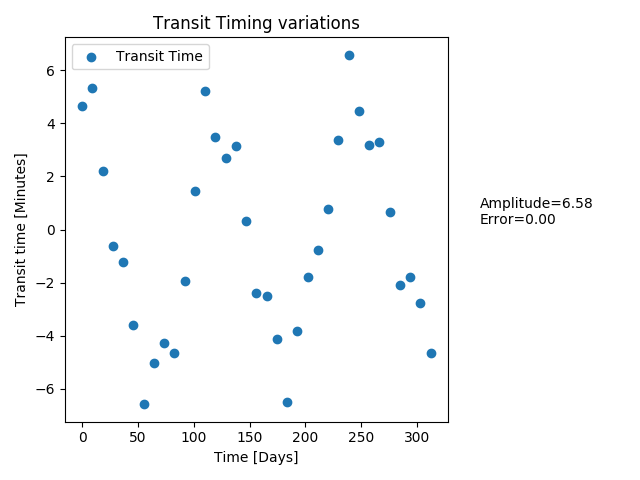 Transit Timing variations
Transit Time
6
4
2
0
−2
−4
−6
Transit time [Minutes]
0 50 100 150 200 250 300
Time [Days]
Amplitude=6.58
Error=0.00